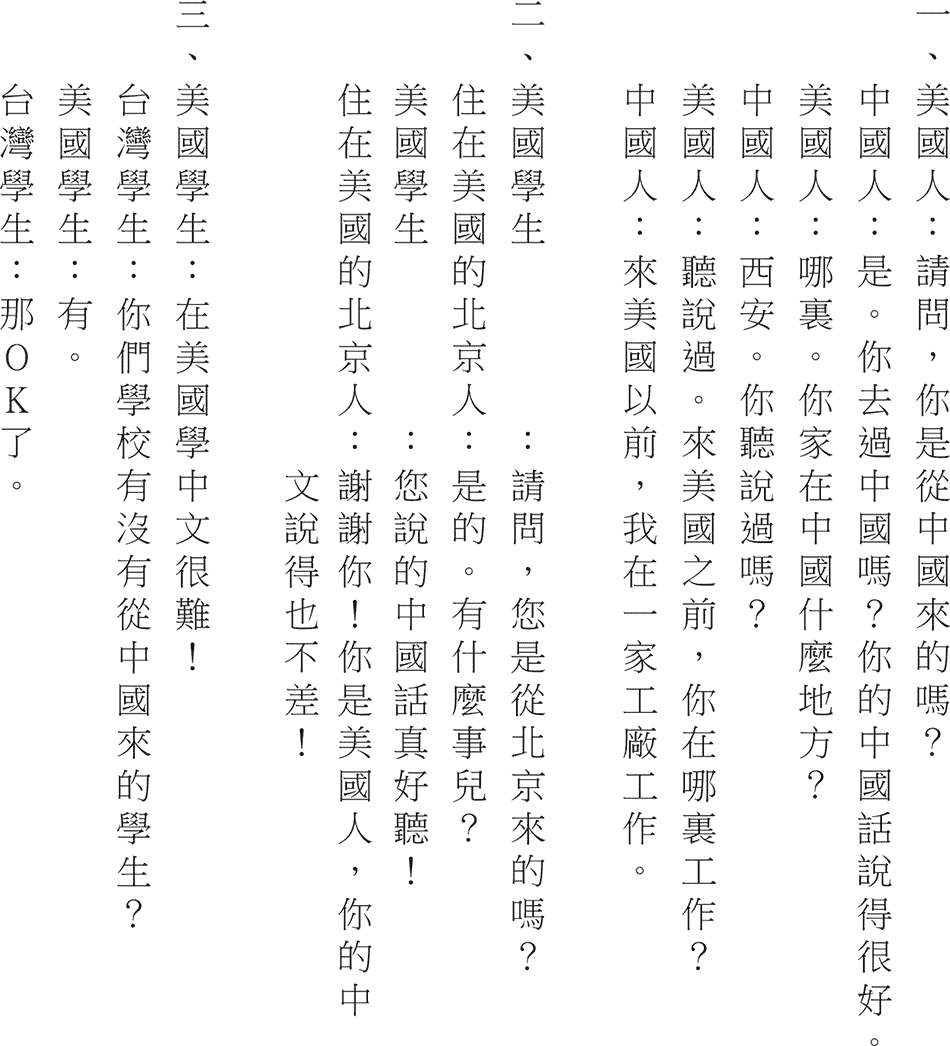 一、美國人：請問，你是從中國來的嗎？
中國人：是。你去過中國嗎？你的中國話說得很好。
美國人：哪裏。你家在中國什麼地方？
中國人：西安。你聽說過嗎？
美國人：聽說過。來美國之前，你在哪裏工作？
中國人：來美國以前，我在一家工廠工作。
二、美國學生：請問，您是從北京來的嗎？
住在美國的北京人：是的。有什麼事兒？
美國學生：您說的中國話真好聽！
住在美國的北京人：謝謝你！你是美國人，你的中
文說得也不差！
三、美國學生：在美國學中文很難！
台灣學生：你們學校有沒有從中國來的學生？
美國學生：有。
台灣學生：那OK了。